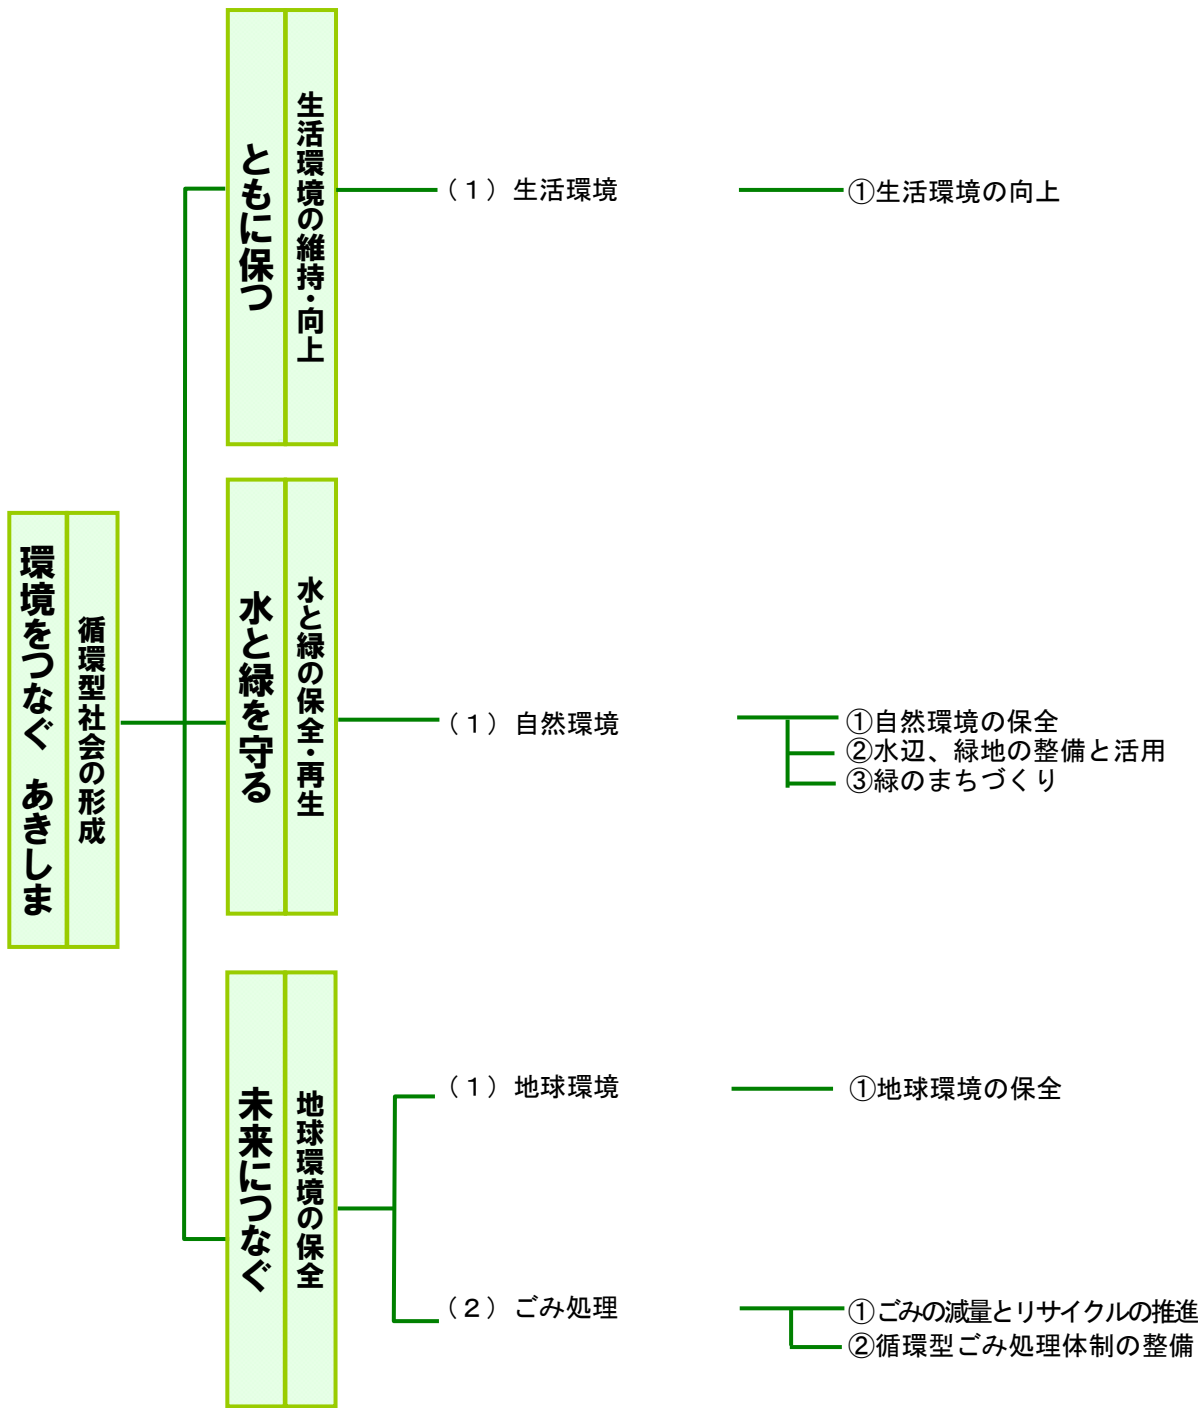 環境をつなぐ　あきしま
循環型社会の形成
ともに保つ
生活環境の維持・向上
（１）生活環境
①生活環境の向上
水と緑を守る
水と緑の保全・再生
（１）自然環境
①自然環境の保全
②水辺、緑地の整備と活用
③緑のまちづくり
未来につなぐ
地球環境の保全
（１）地球環境
①地球環境の保全
（２）ごみ処理
①ごみの減量とリサイクルの推進
②循環型ごみ処理体制の整備